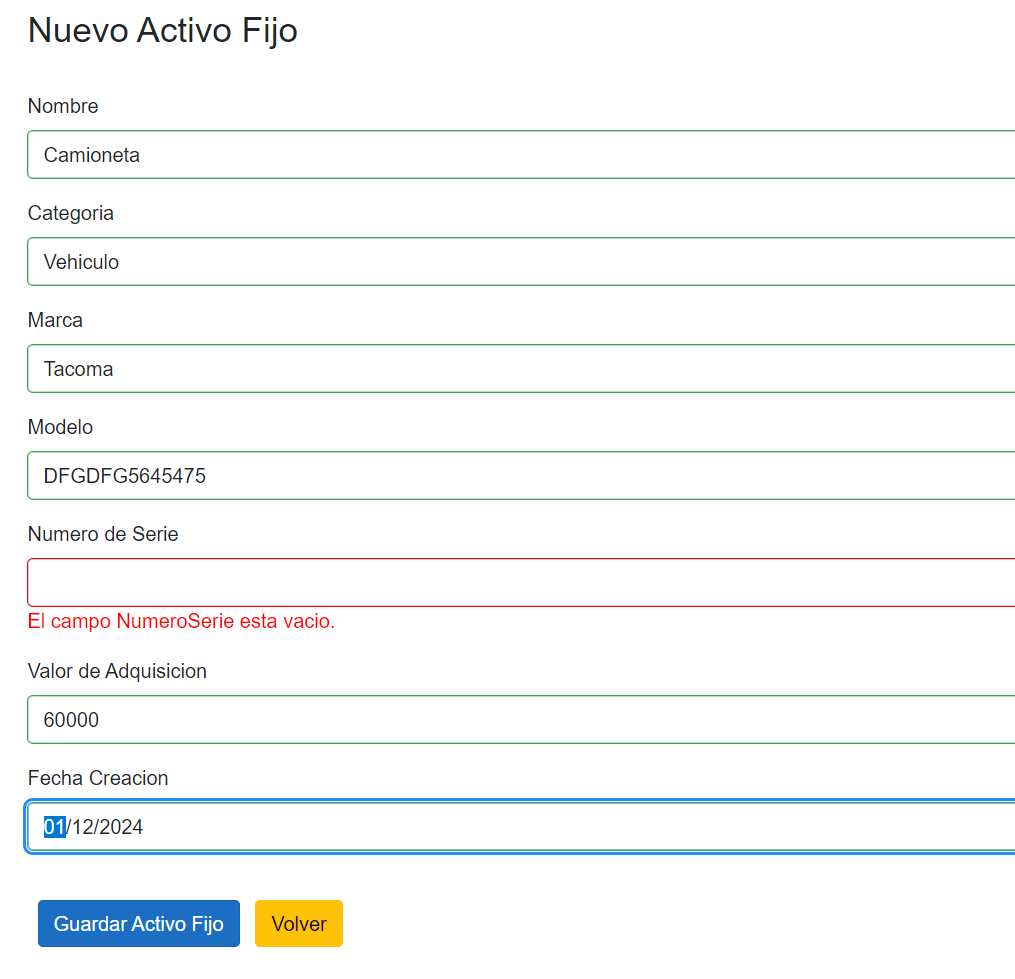 Nuevo Activo Fijo
Nombre
Camioneta
Categoria
Vehiculo
Marca
Tacoma
Modelo
DFGDFG5645475
Numero de Serie
El campo NumeroSerie esta vacio.
Valor de Adquisicion
60000
Fecha Creacion
01/12/2024
Guardar Activo Fijo Volver